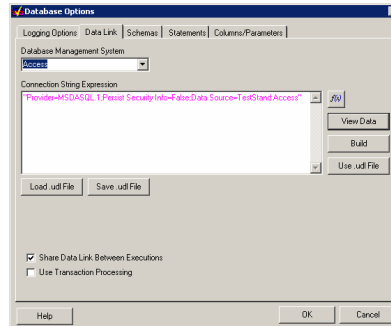 Database Options
Logging Options Data Link Schemas Statements Columns/Parameters
Database Management System
Access
Connection String Expression
"Provider=MSDASQL.1;Persist Security Info=False;Data Source=TestStand Access"
f(x)
View Data
Build
Use .udl File
Load .udl File Save .udl File
Share Data Link Between Executions
Use Transaction Processing
Help OK Cancel